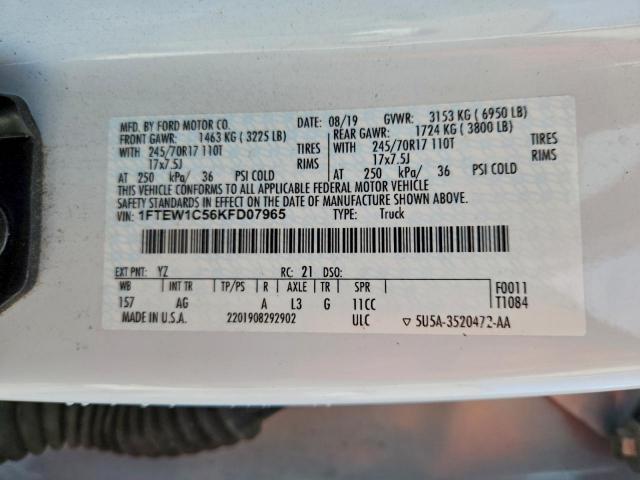 MFD. BY FORD MOTOR CO. DATE: 08/19 GVWR: 3153 KG ( 6950 LB)
FRONT GAWR: 1463 KG ( 3225 LB) REAR GAWR: 1724 KG ( 3800 LB)
WITH 245/70R17 110T TIRES WITH 245/70R17 110T TIRES
17x7.5J RIMS 17x7.5J RIMS
AT 250 kPa/ 36 PSI COLD AT 250 kPa/ 36 PSI COLD
THIS VEHICLE CONFORMS TO ALL APPLICABLE FEDERAL MOTOR VEHICLE
SAFETY STANDARDS IN EFFECT ON THE DATE OF MANUFACTURE SHOWN ABOVE.
VIN: 1FTEW1C56KFD07965 TYPE: Truck
EXT PNT: YZ RC: 21 DSO:
WB INT TR TP/PS R AXLE TR SPR F0011
157 AG A L3 G 11CC T1084
MADE IN U.S.A. 2201908292902 ULC ▽ 5U5A-3520472-AA